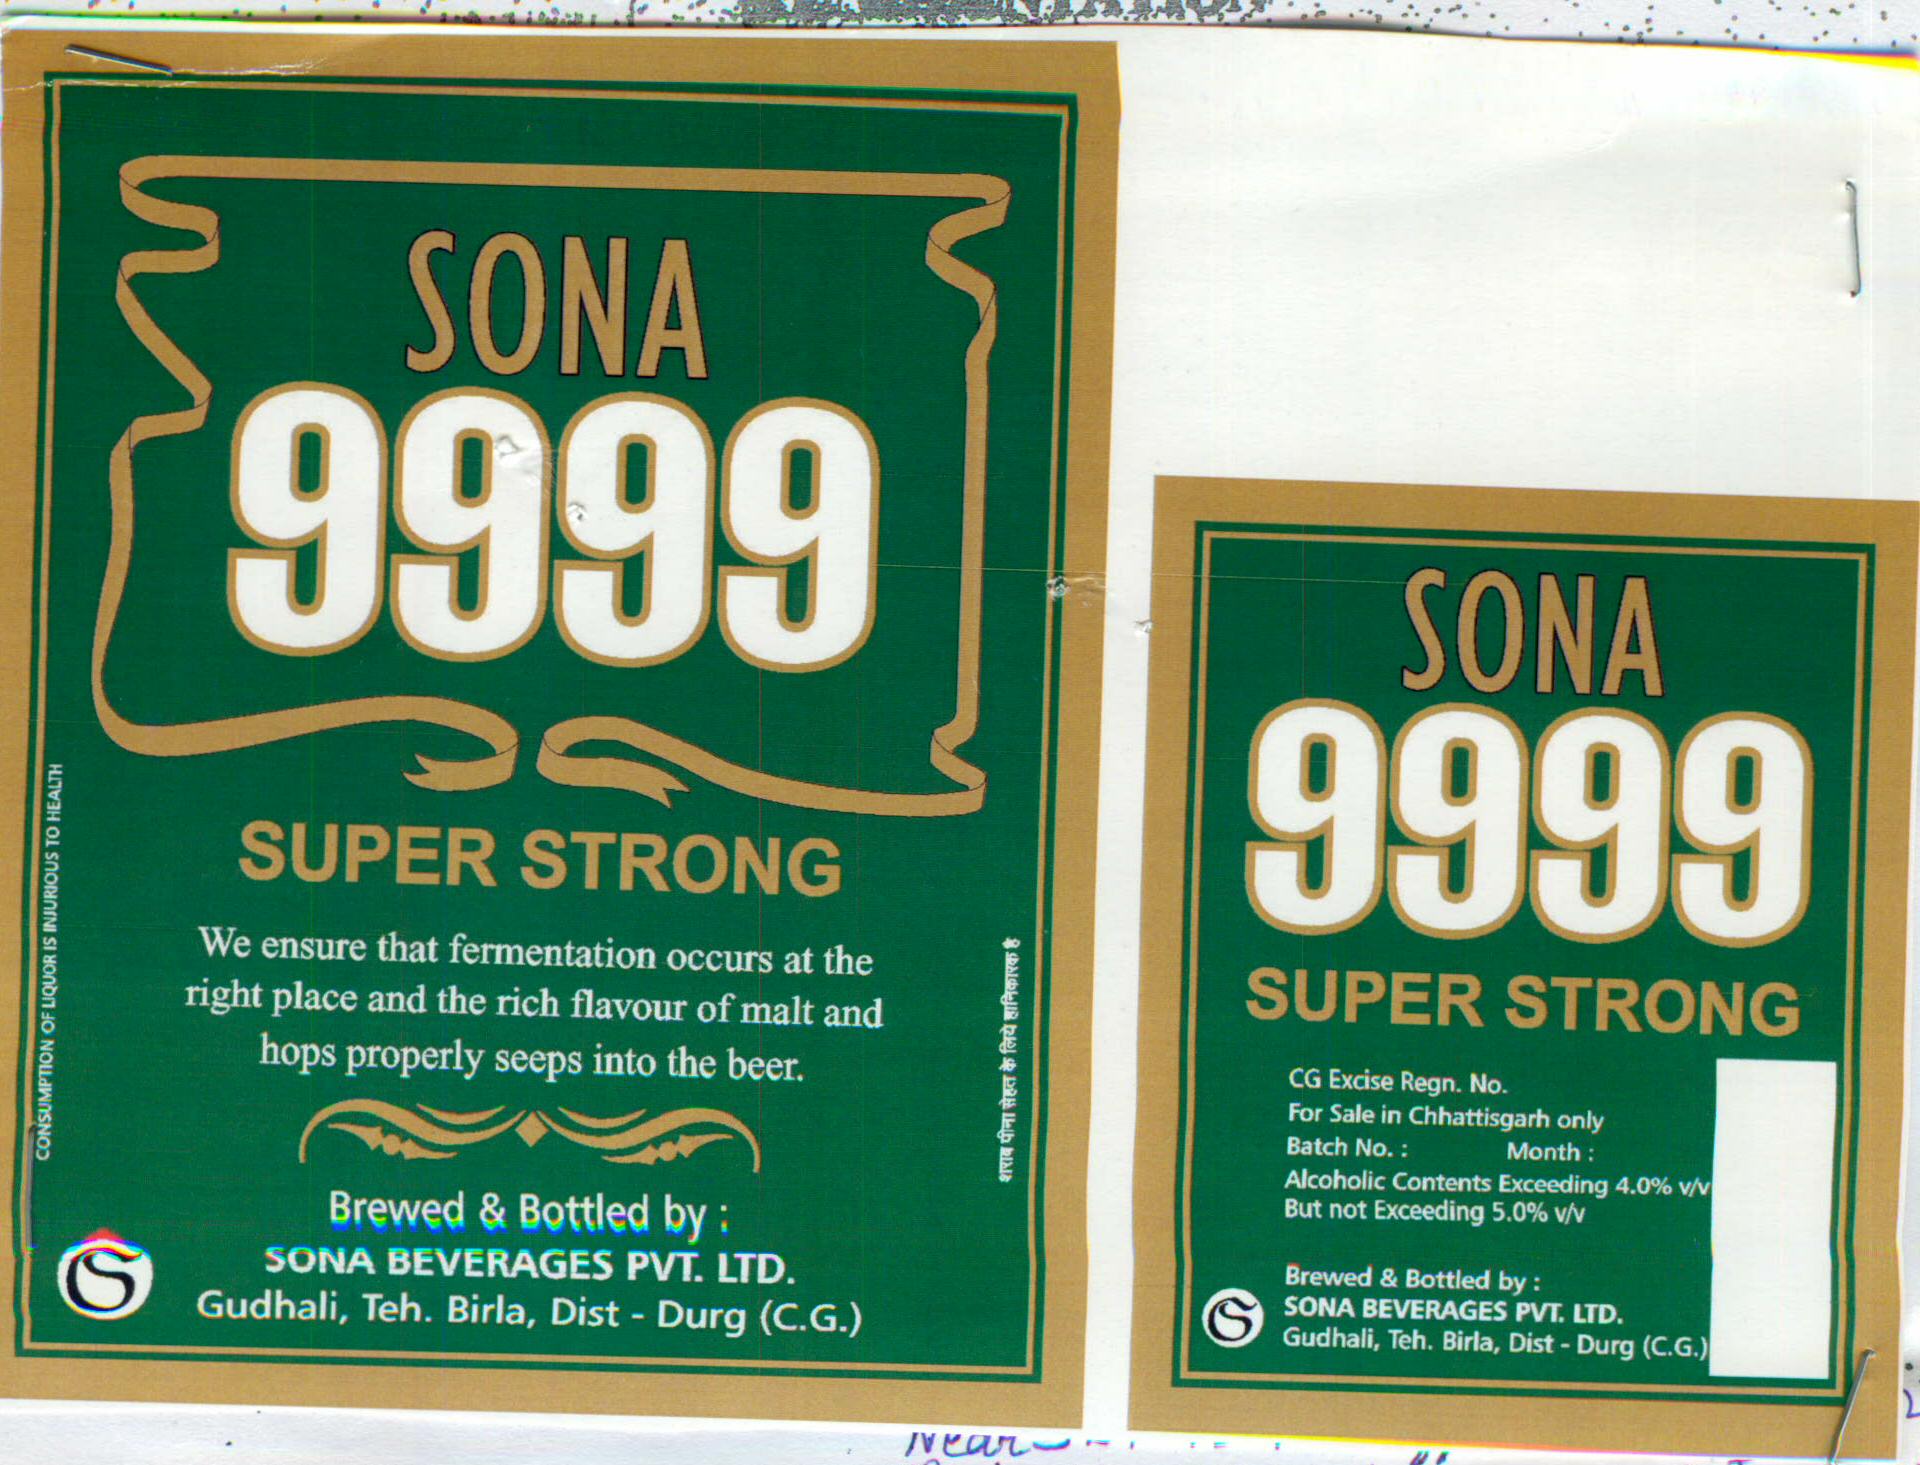 SONA
9999
SUPER STRONG
We ensure that fermentation occurs at the
right place and the rich flavour of malt and
hops properly seeps into the beer.
Brewed & Bottled by :
SONA BEVERAGES PVT. LTD.
Gudhali, Teh. Birla, Dist - Durg (C.G.)
CONSUMPTION OF LIQUOR IS INJURIOUS TO HEALTH
शराब पीना सेहत के लिये हानिकारक है
S
SONA
9999
SUPER STRONG
CG Excise Regn. No.
For Sale in Chhattisgarh only
Batch No. : Month :
Alcoholic Contents Exceeding 4.0% v/v
But not Exceeding 5.0% v/v
Brewed & Bottled by :
SONA BEVERAGES PVT. LTD.
Gudhali, Teh. Birla, Dist - Durg (C.G.)
S
Near